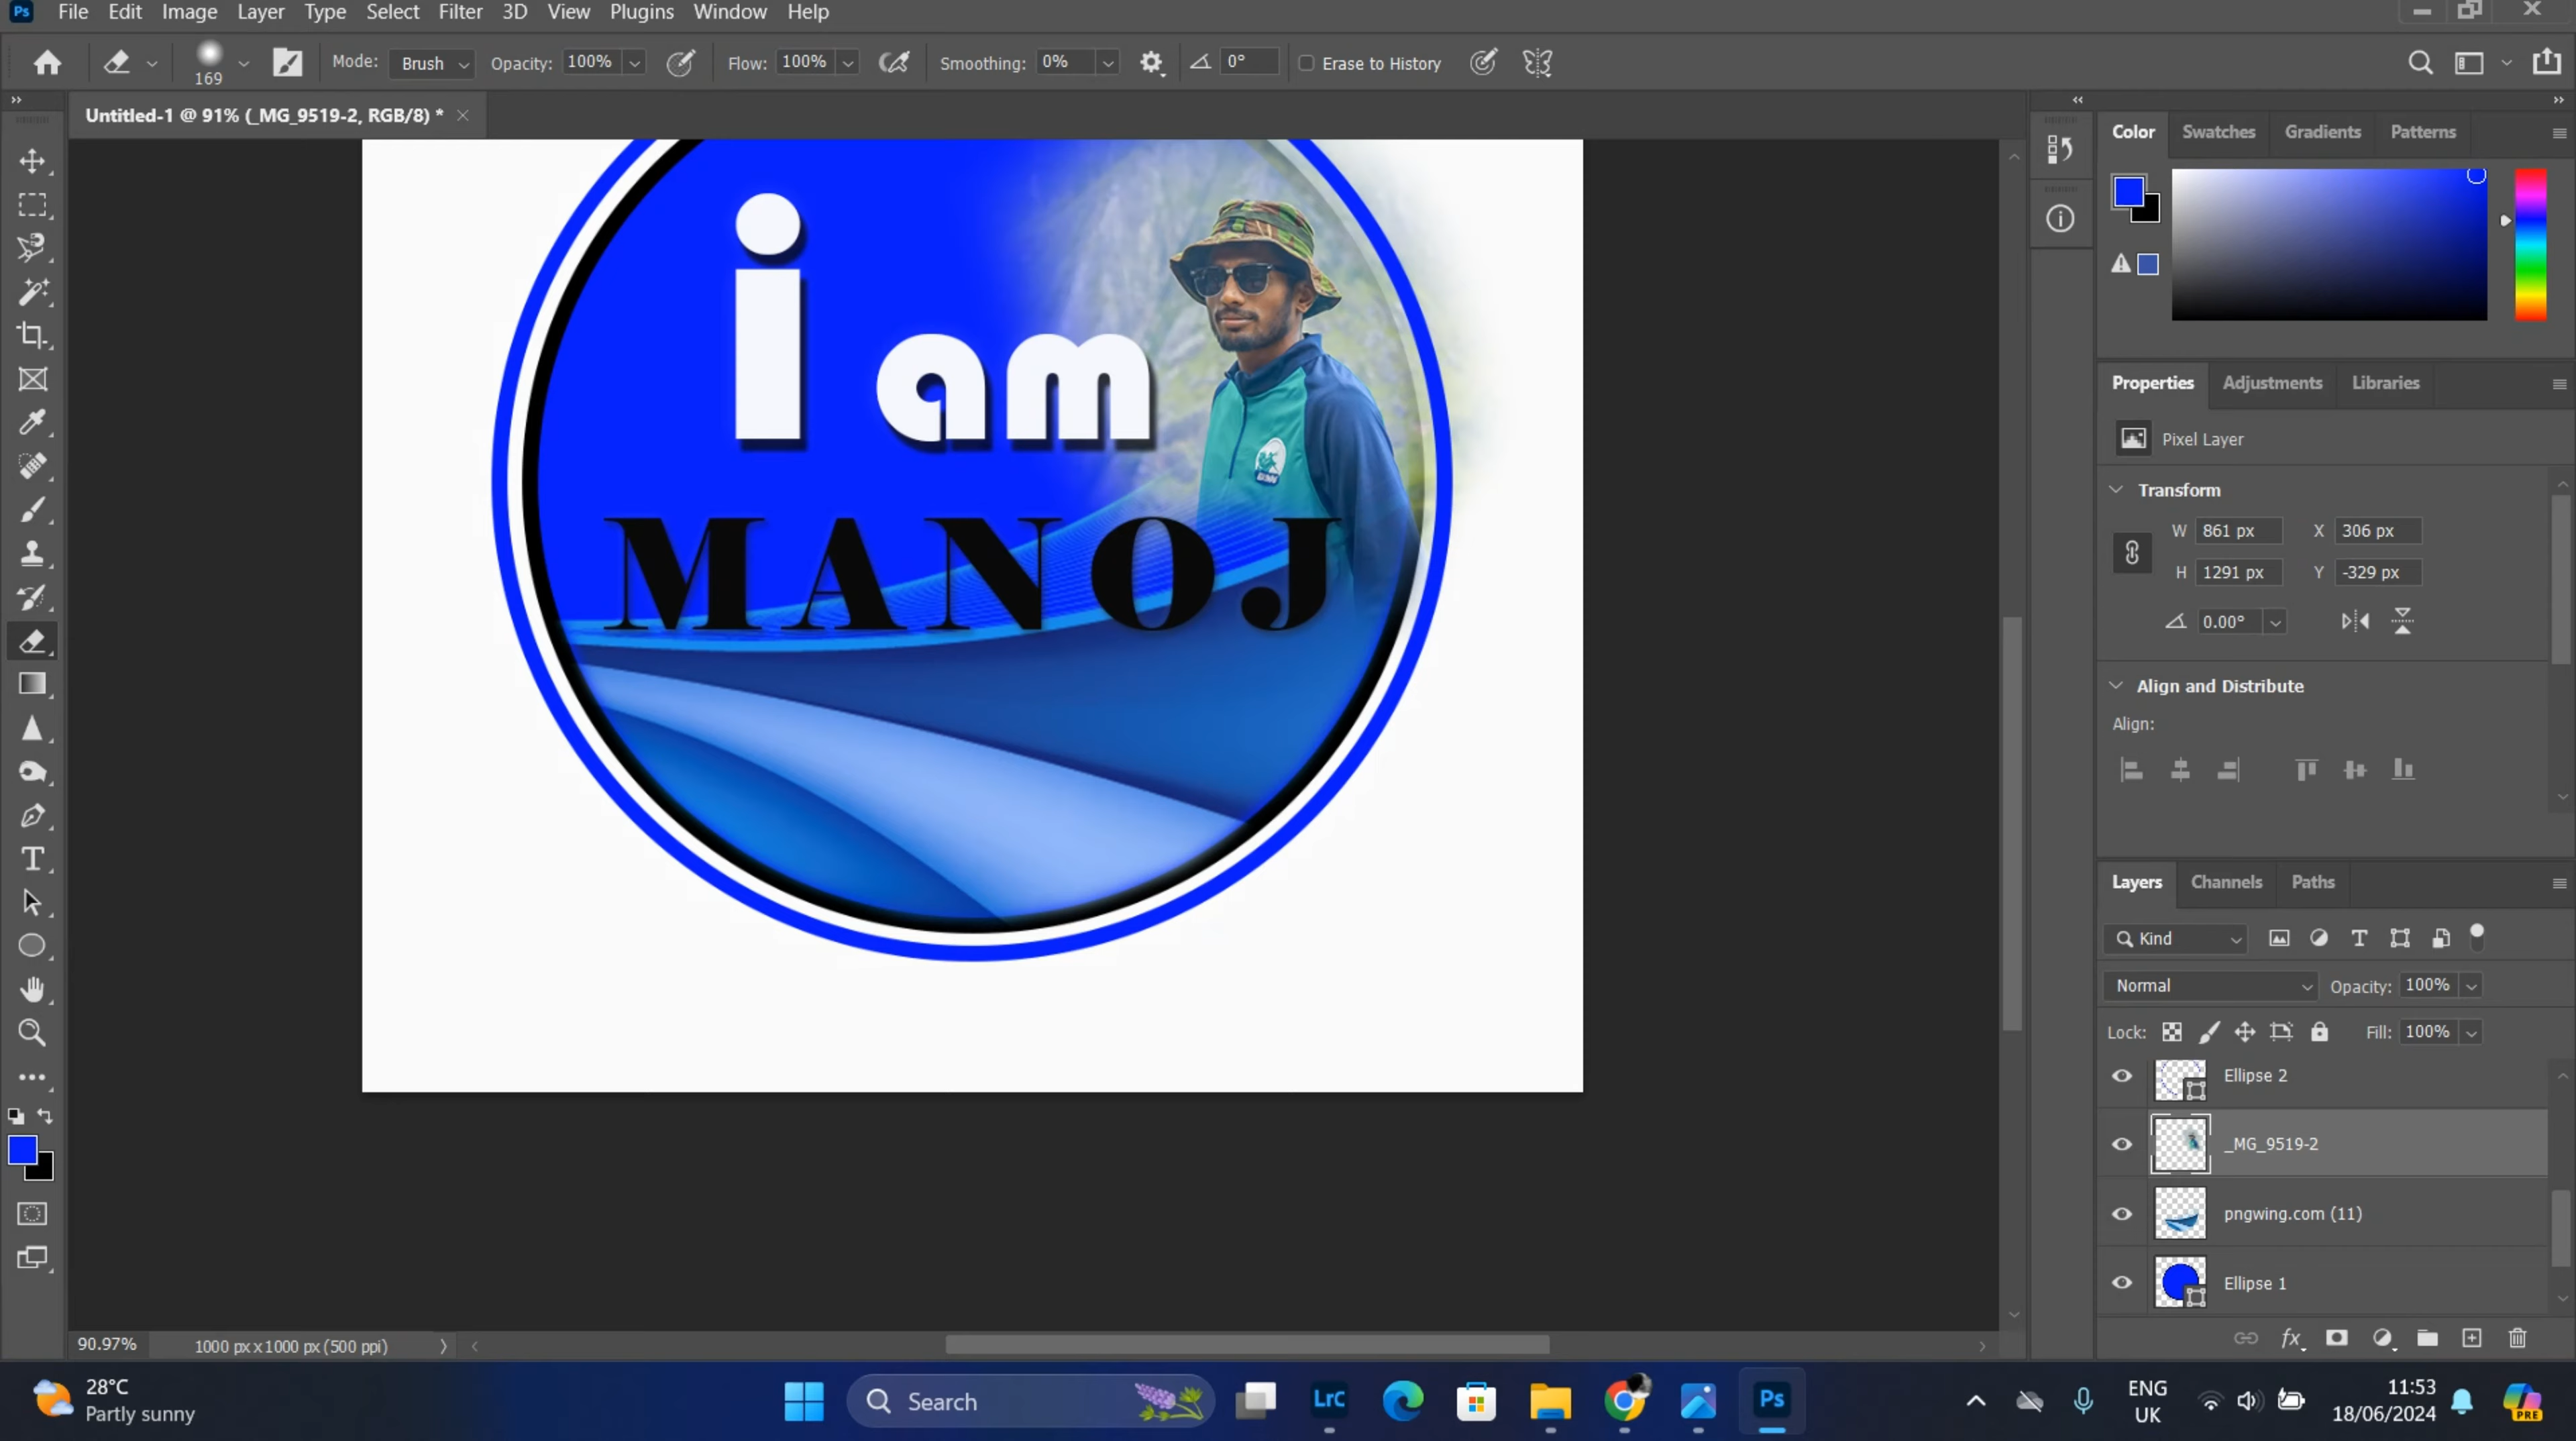 Ps File Edit Image Layer Type Select Filter 3D View Plugins Window Help
169 Mode: Brush Opacity: 100% Flow: 100% Smoothing: 0% 0° Erase to History
Untitled-1 @ 91% (_MG_9519-2, RGB/8) *
i am
MANOJ
Color Swatches Gradients Patterns
Properties Adjustments Libraries
Pixel Layer
Transform
W 861 px X 306 px
H 1291 px Y -329 px
0.00°
Align and Distribute
Align:
Layers Channels Paths
Kind
Normal Opacity: 100%
Lock: Fill: 100%
Ellipse 2
_MG_9519-2
pngwing.com (11)
Ellipse 1
fx
90.97% 1000 px x 1000 px (500 ppi)
28°C
Partly sunny
Search
LrC
Ps
ENG
UK
11:53
18/06/2024
PRE